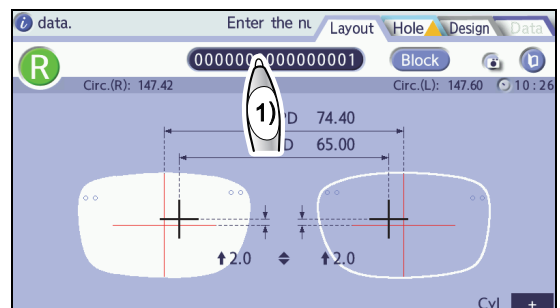 data. Enter the nu Layout Hole Design Data
R Block
Circ.(R): 147.42 Circ.(L): 147.60 10:26
1)
PD 74.40
D 65.00
2.0 2.0
Cyl +